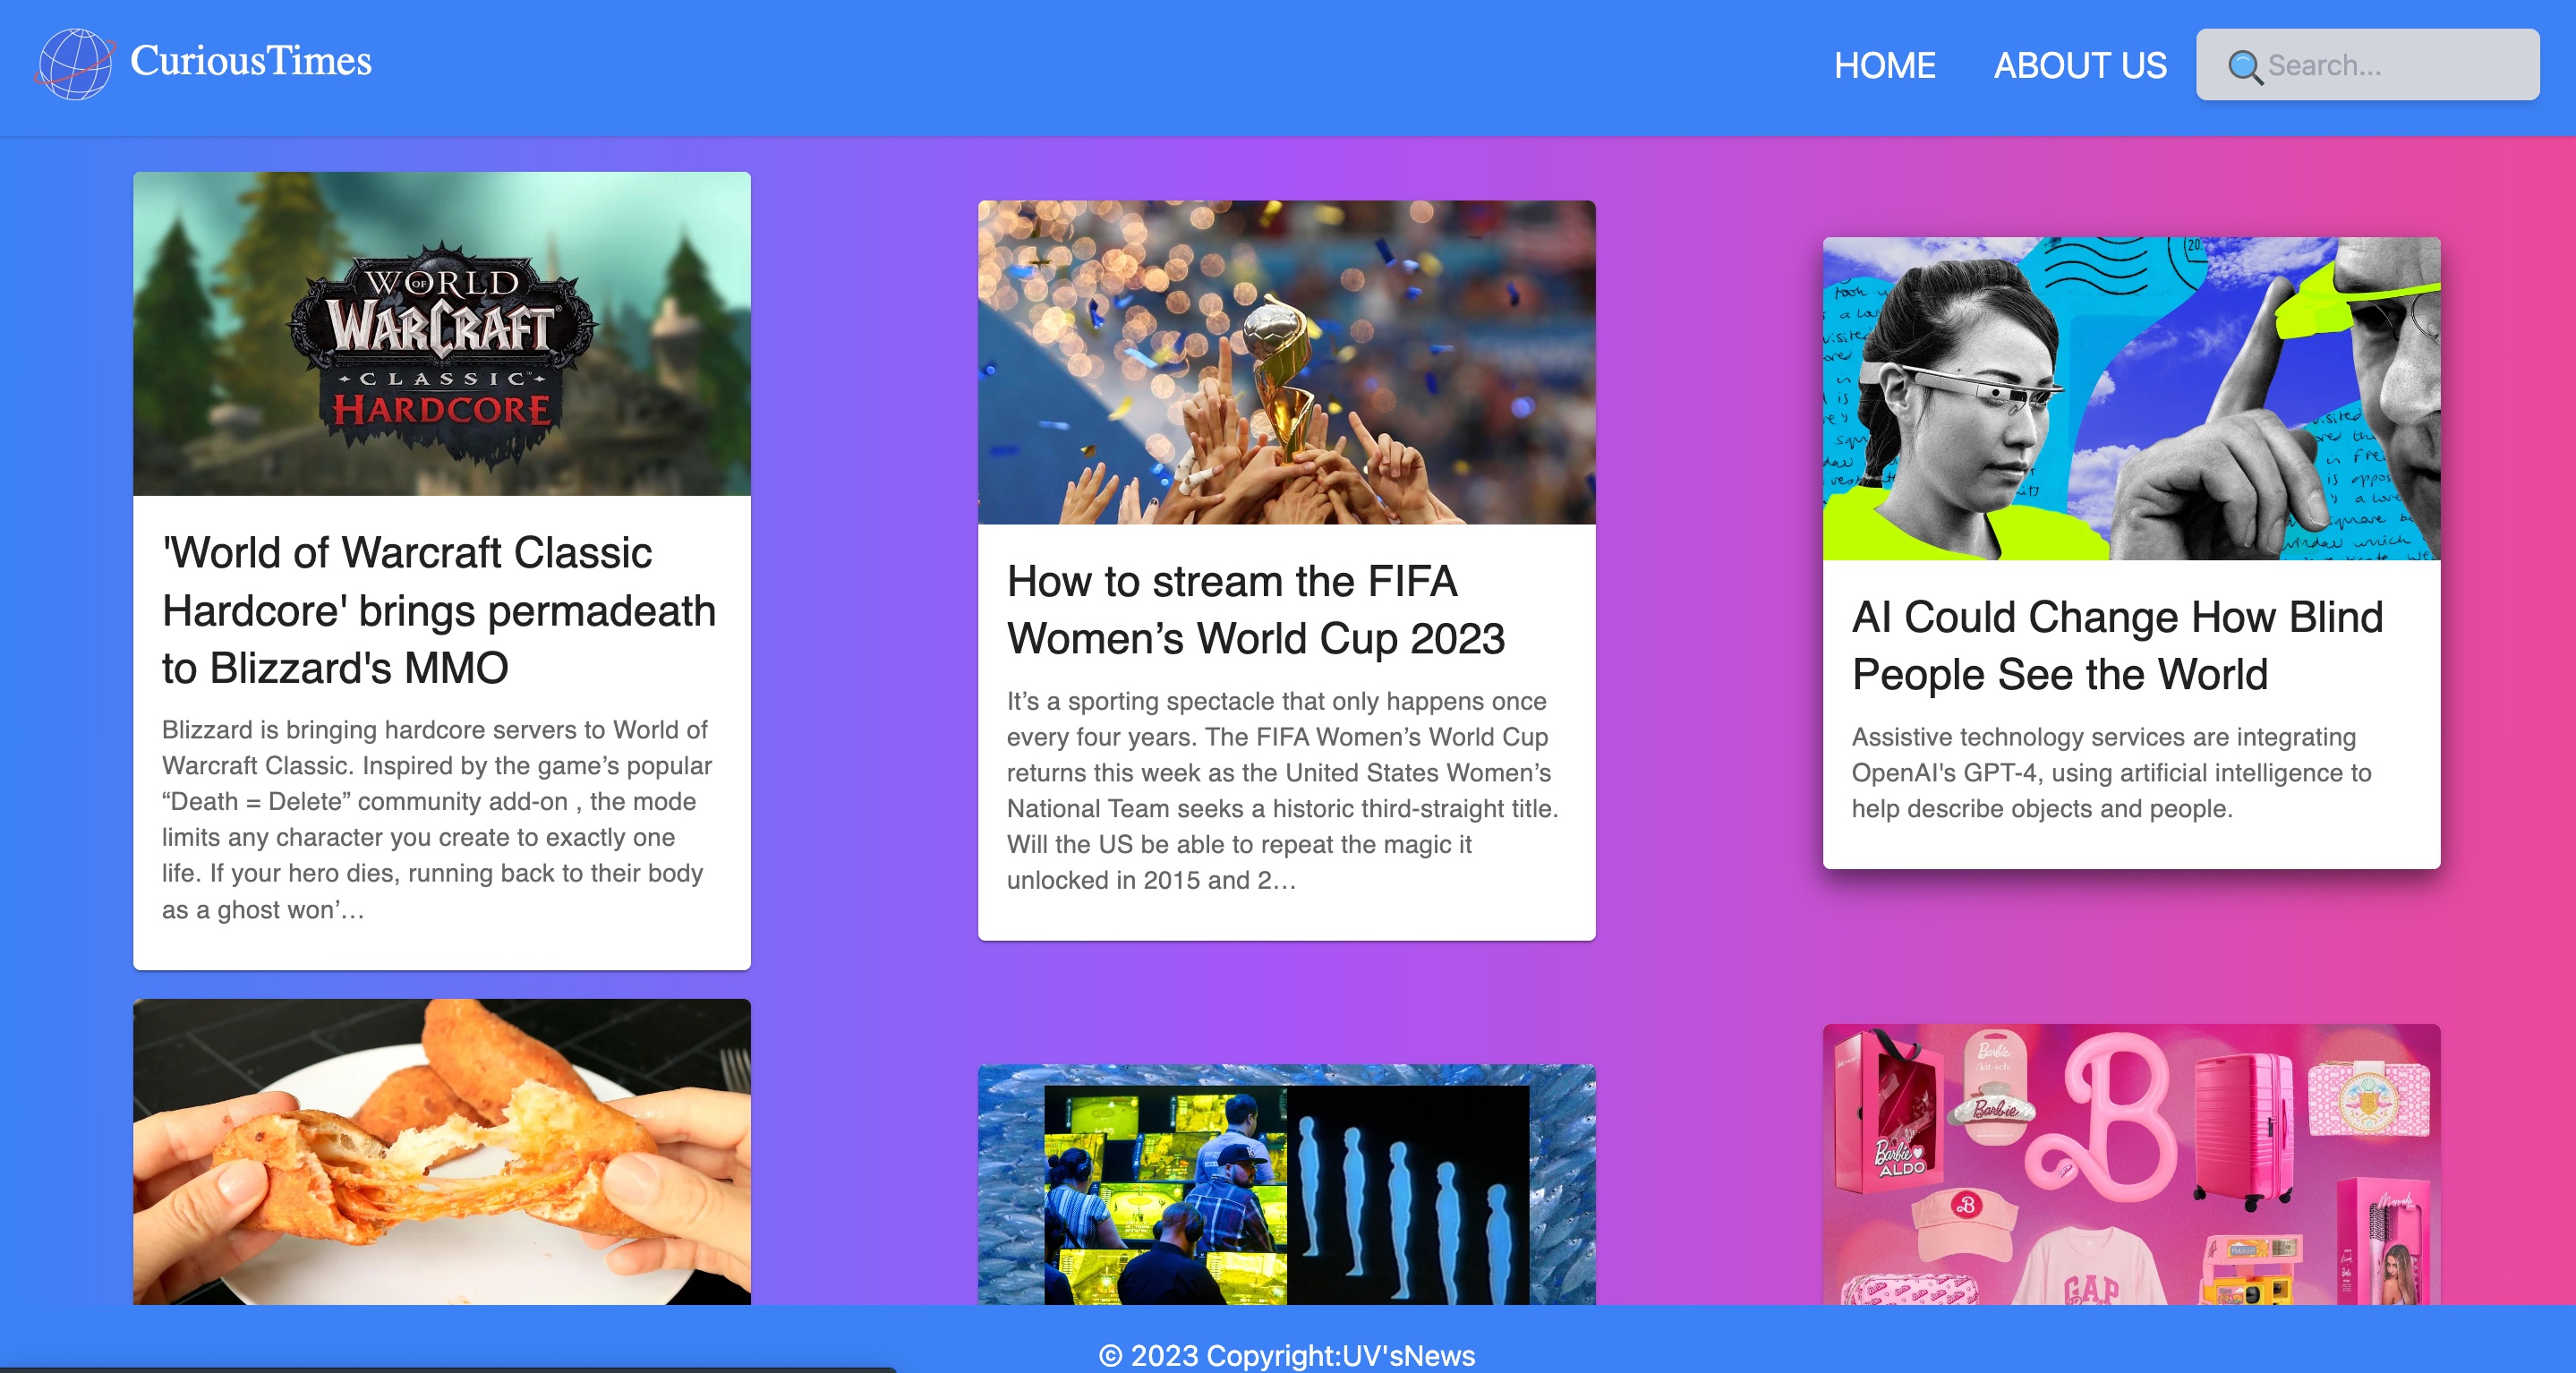 CuriousTimes
HOME
ABOUT US
Search...
WORLD
OF
WARCRAFT
CLASSIC
HARDCORE
'World of Warcraft Classic
Hardcore' brings permadeath
to Blizzard's MMO
Blizzard is bringing hardcore servers to World of
Warcraft Classic. Inspired by the game’s popular
“Death = Delete” community add-on , the mode
limits any character you create to exactly one
life. If your hero dies, running back to their body
as a ghost won’…
How to stream the FIFA
Women’s World Cup 2023
It’s a sporting spectacle that only happens once
every four years. The FIFA Women’s World Cup
returns this week as the United States Women’s
National Team seeks a historic third-straight title.
Will the US be able to repeat the magic it
unlocked in 2015 and 2…
20
AI Could Change How Blind
People See the World
Assistive technology services are integrating
OpenAI's GPT-4, using artificial intelligence to
help describe objects and people.
Barbie
/kit·sch/
Barbie
Barbie
ALDO
B
B
GAP
© 2023 Copyright:UV'sNews